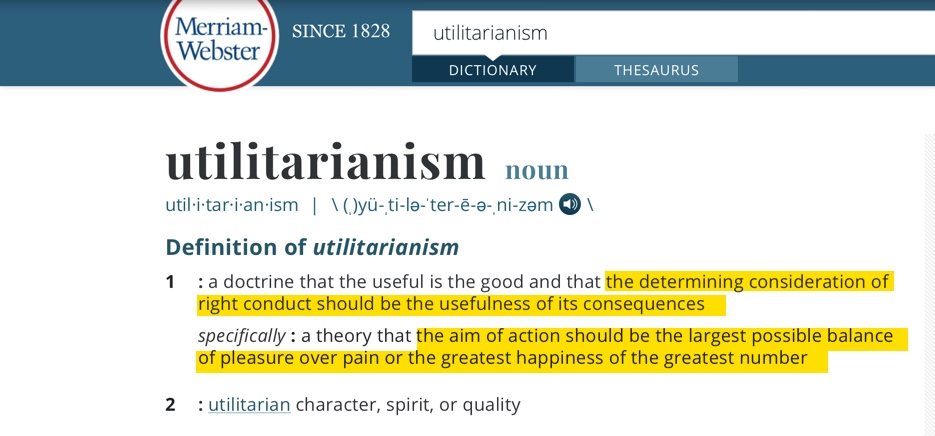 Merriam-
Webster
SINCE 1828
utilitarianism
DICTIONARY
THESAURUS
utilitarianism noun
util·i·tar·i·an·ism | \ (ˌ)yü-ˌti-lə-ˈter-ē-ə-ˌni-zəm \
Definition of utilitarianism
1 : a doctrine that the useful is the good and that the determining consideration of
right conduct should be the usefulness of its consequences
specifically : a theory that the aim of action should be the largest possible balance
of pleasure over pain or the greatest happiness of the greatest number
2 : utilitarian character, spirit, or quality